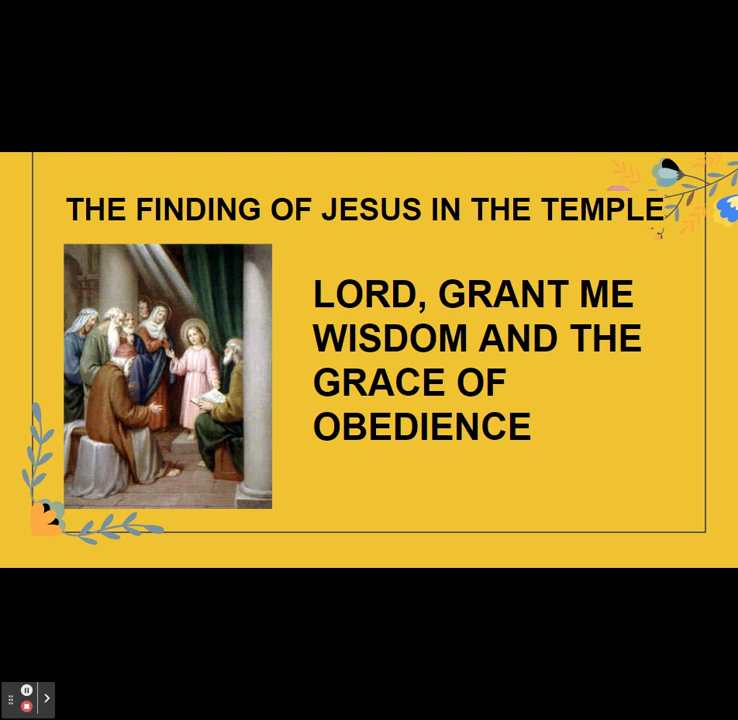 THE FINDING OF JESUS IN THE TEMPLE
LORD, GRANT ME
WISDOM AND THE
GRACE OF
OBEDIENCE